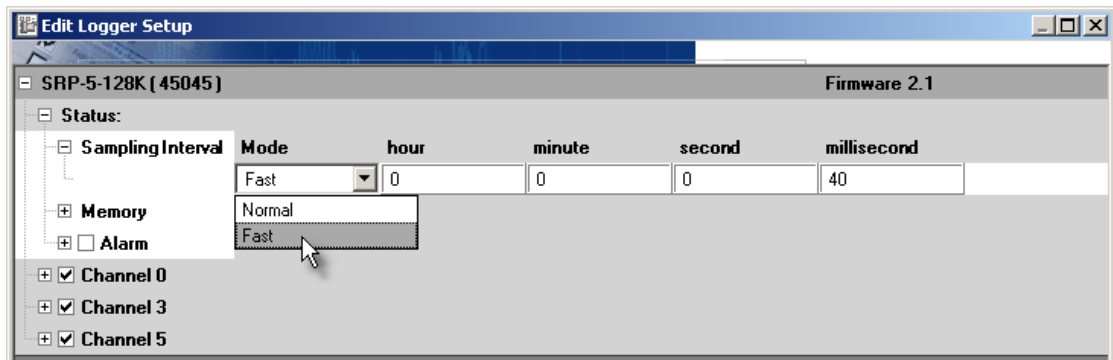 Edit Logger Setup
SRP-5-128K (45045) Firmware 2.1
Status:
Sampling Interval Mode hour minute second millisecond
Fast 0 0 0 40
Memory Normal
Alarm Fast
Channel 0
Channel 3
Channel 5